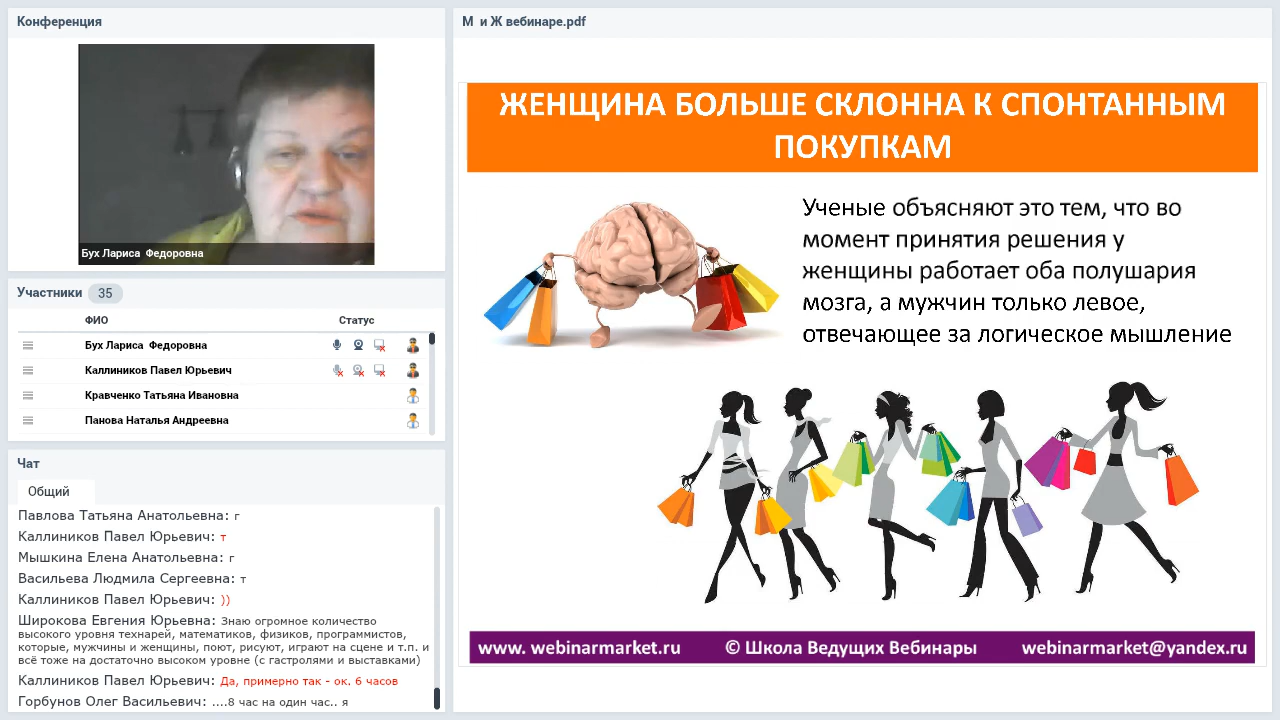 Конференция
Бух Лариса  Федоровна
Участники 35
ФИО Статус
Бух Лариса  Федоровна
Каллиников Павел Юрьевич
Кравченко Татьяна Ивановна
Панова Наталья Андреевна
Чат
Общий
Павлова Татьяна Анатольевна: г
Каллиников Павел Юрьевич: т
Мышкина Елена Анатольевна: г
Васильева Людмила Сергеевна: т
Каллиников Павел Юрьевич: ))
Широкова Евгения Юрьевна: Знаю огромное количество
высокого уровня технарей, математиков, физиков, программистов,
которые, мужчины и женщины, поют, рисуют, играют на сцене и т.п. и
всё тоже на достаточно высоком уровне (с гастролями и выставками)
Каллиников Павел Юрьевич: Да, примерно так - ок. 6 часов
Горбунов Олег Васильевич: ....8 час на один час.. я
М  и Ж вебинаре.pdf
ЖЕНЩИНА БОЛЬШЕ СКЛОННА К СПОНТАННЫМ
ПОКУПКАМ
Ученые объясняют это тем, что во
момент принятия решения у
женщины работает оба полушария
мозга, а мужчин только левое,
отвечающее за логическое мышление
www. webinarmarket.ru © Школа Ведущих Вебинары webinarmarket@yandex.ru